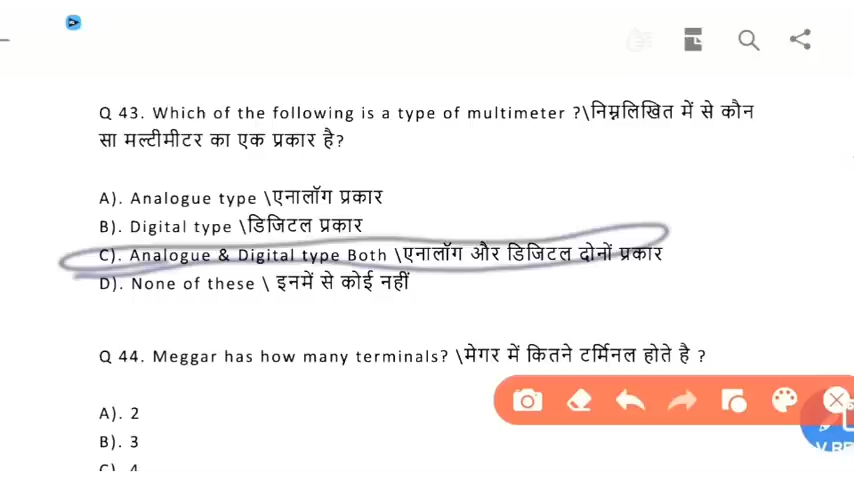 Q 43. Which of the following is a type of multimeter ?\निम्नलिखित में से कौन
सा मल्टीमीटर का एक प्रकार है?
A). Analogue type \एनालॉग प्रकार
B). Digital type \डिजिटल प्रकार
C). Analogue & Digital type Both \एनालॉग और डिजिटल दोनों प्रकार
D). None of these \ इनमें से कोई नहीं
Q 44. Meggar has how many terminals? \मेगर में कितने टर्मिनल होते है ?
A). 2
B). 3
C). 4